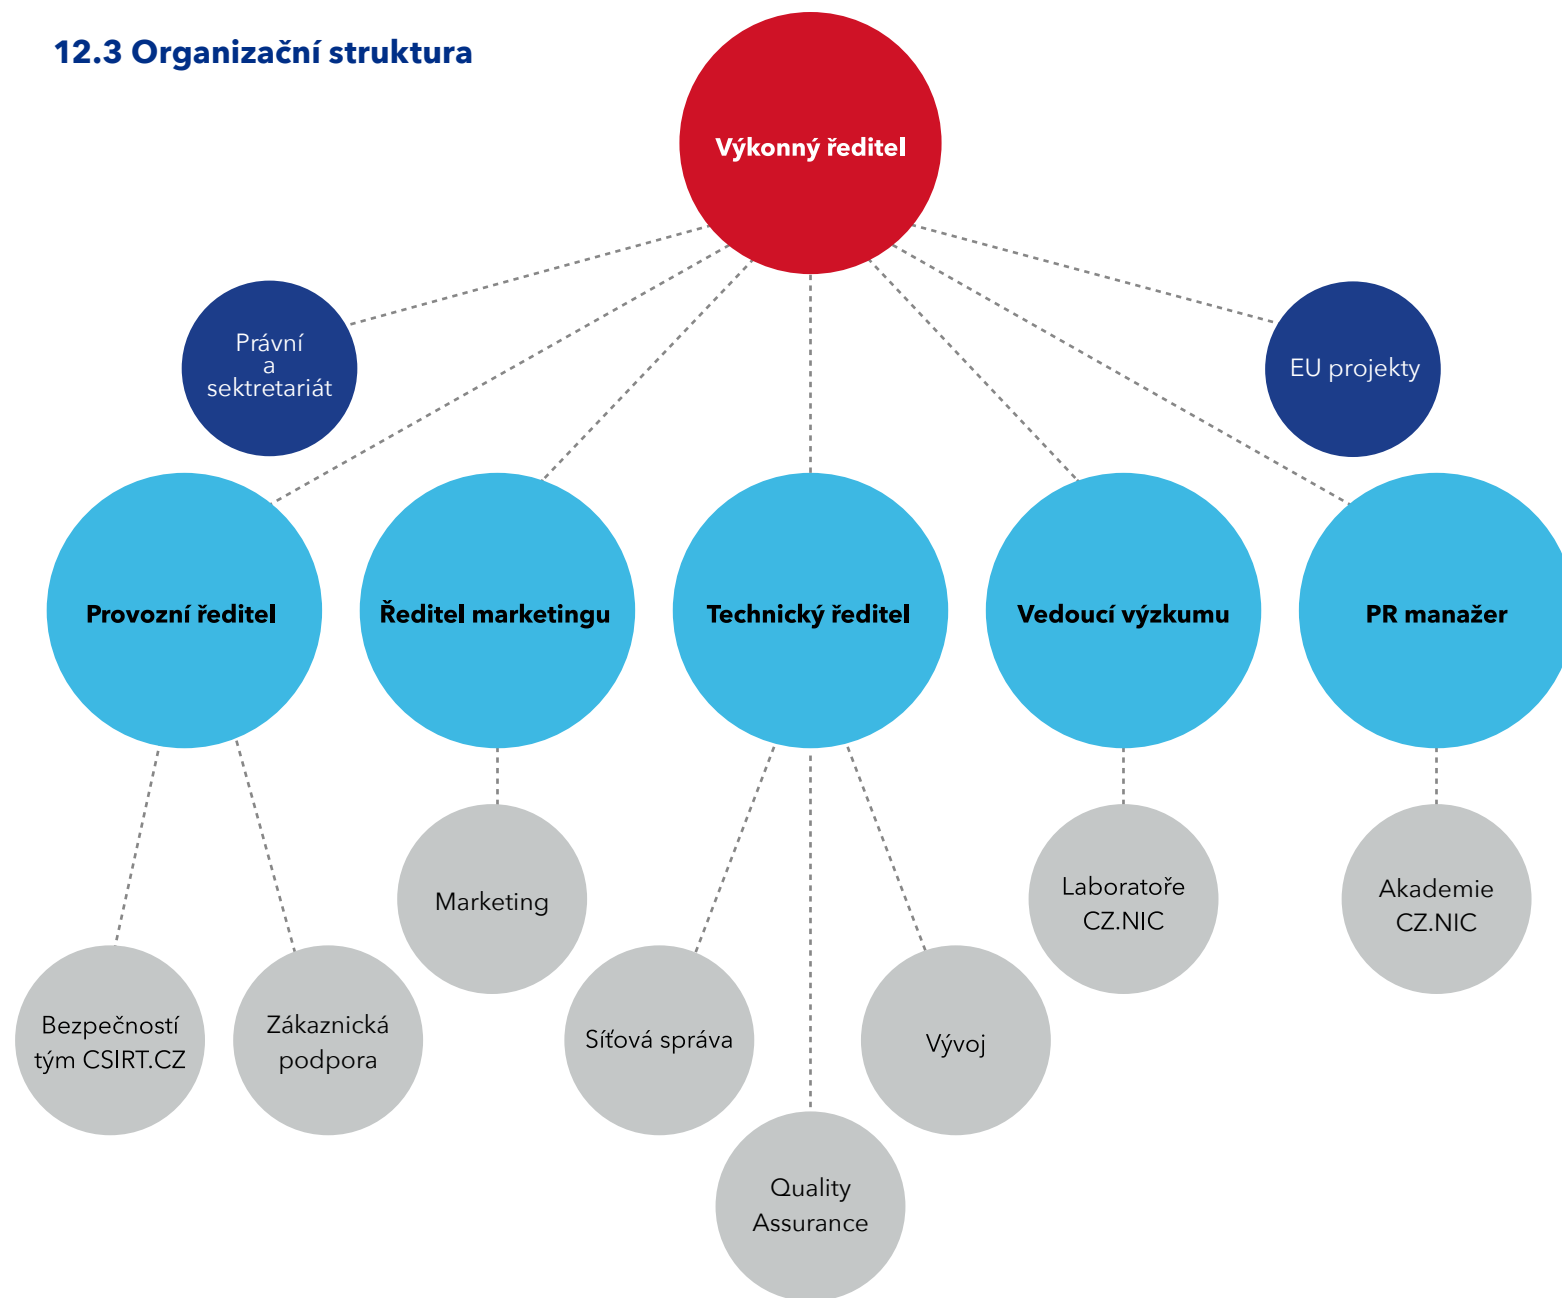 12.3 Organizační struktura
Výkonný ředitel
Právní
a
sektretariát
EU projekty
Provozní ředitel
Ředitel marketingu
Technický ředitel
Vedoucí výzkumu
PR manažer
Marketing
Laboratoře
CZ.NIC
Akademie
CZ.NIC
Bezpečností
tým CSIRT.CZ
Zákaznická
podpora
Síťová správa
Vývoj
Quality
Assurance